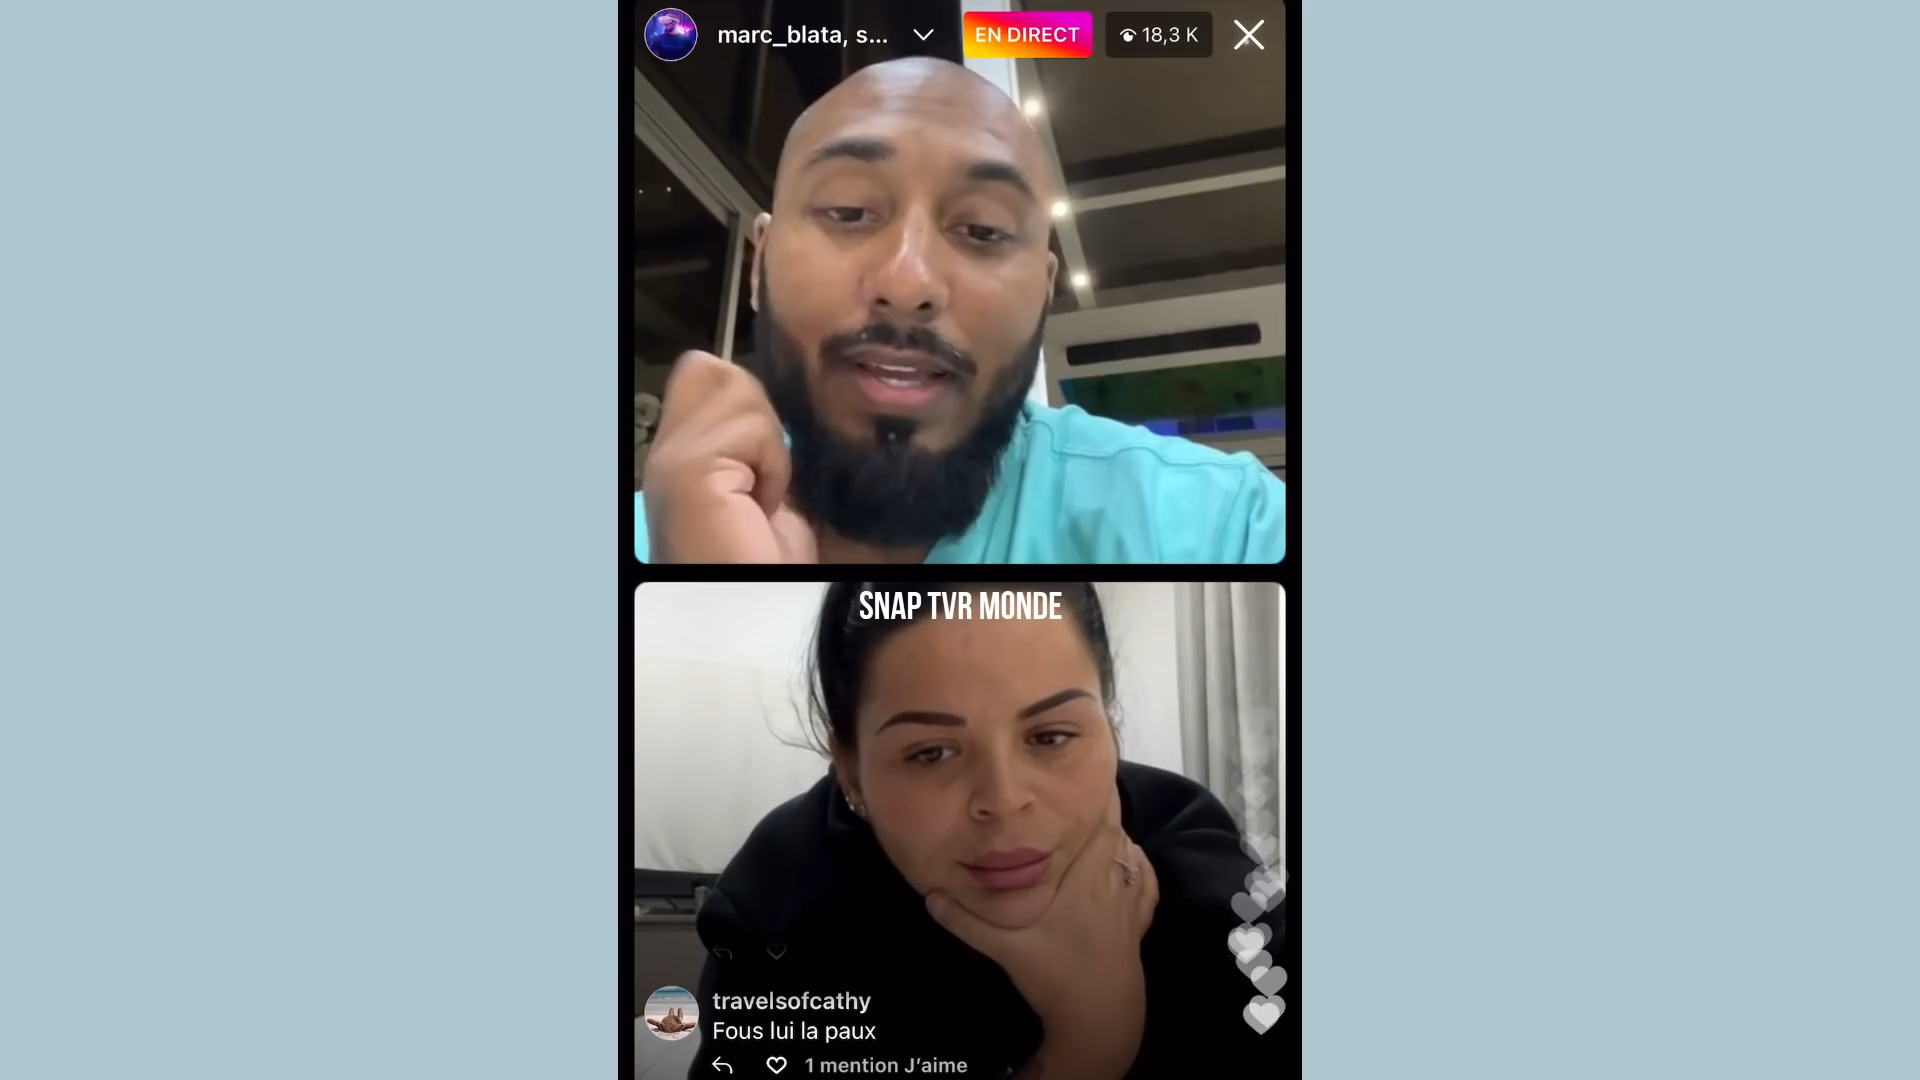 marc_blata, s...
EN DIRECT
18,3 K
SNAP TVR MONDE
travelsofcathy
Fous lui la paux
1 mention J’aime